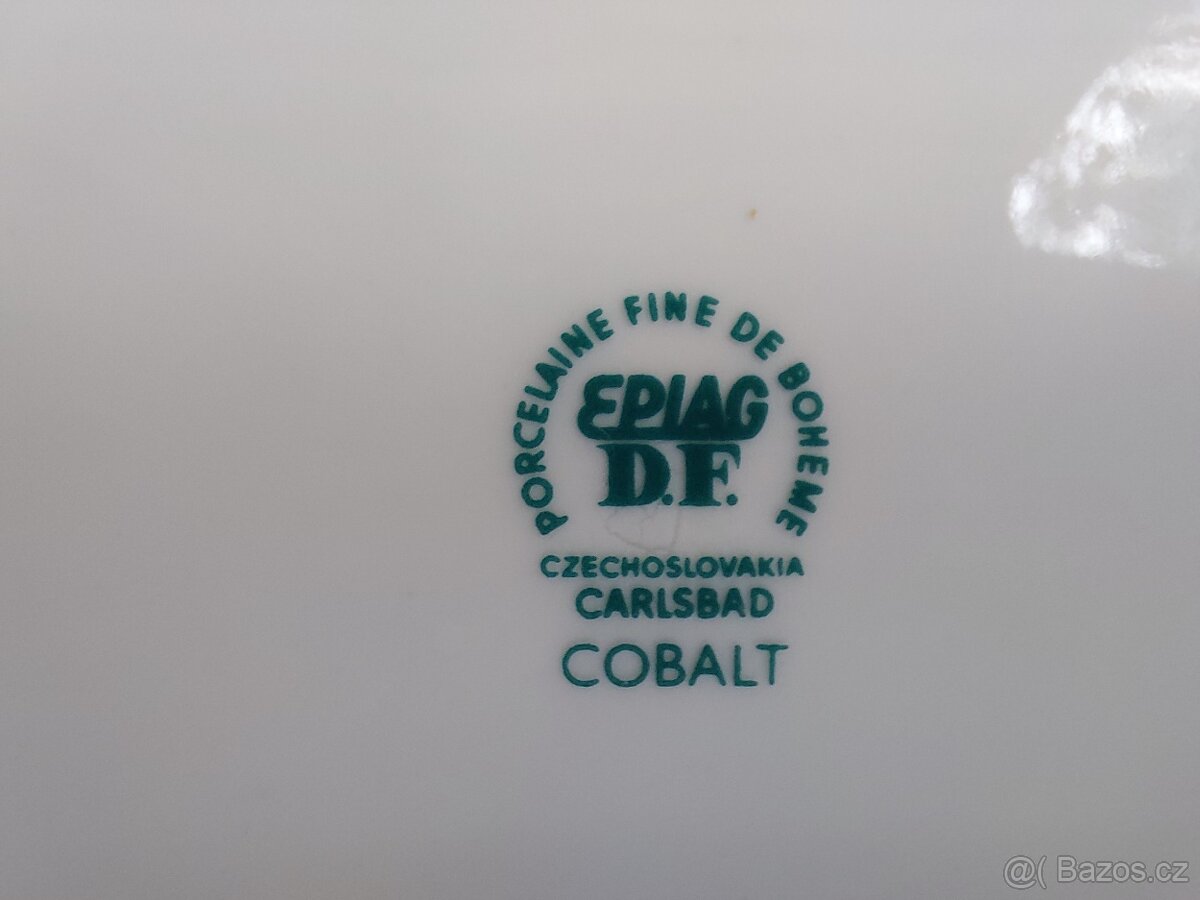 PORCELAINE FINE DE BOHEME
EPIAG
D.F.
CZECHOSLOVAKIA
CARLSBAD
COBALT
@( Bazos.cz